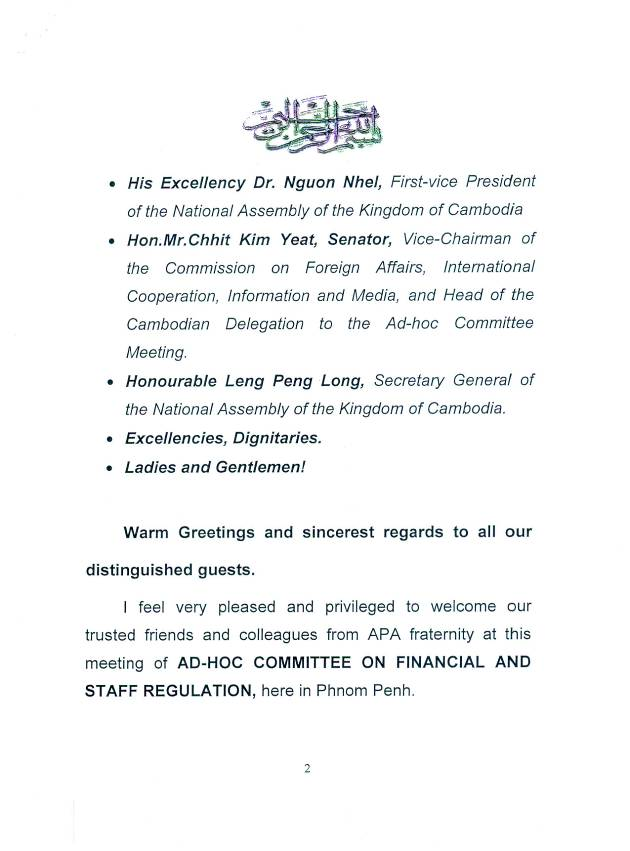 بسم الله الرحمن الرحيم
• His Excellency Dr. Nguon Nhel, First-vice President
of the National Assembly of the Kingdom of Cambodia
• Hon.Mr.Chhit Kim Yeat, Senator, Vice-Chairman of
the Commission on Foreign Affairs, International
Cooperation, Information and Media, and Head of the
Cambodian Delegation to the Ad-hoc Committee
Meeting.
• Honourable Leng Peng Long, Secretary General of
the National Assembly of the Kingdom of Cambodia.
• Excellencies, Dignitaries.
• Ladies and Gentlemen!
Warm Greetings and sincerest regards to all our
distinguished guests.
I feel very pleased and privileged to welcome our
trusted friends and colleagues from APA fraternity at this
meeting of AD-HOC COMMITTEE ON FINANCIAL AND
STAFF REGULATION, here in Phnom Penh.
2